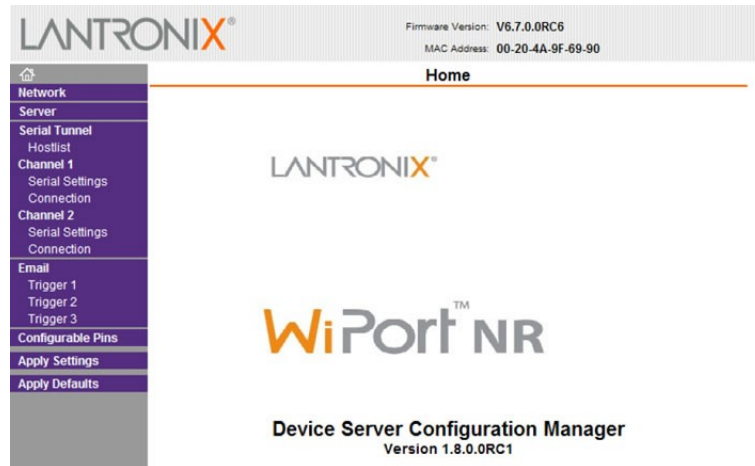 LANTRONIX®
Firmware Version: V6.7.0.0RC6
MAC Address: 00-20-4A-9F-69-90
Home
Network
Server
Serial Tunnel
Hostlist
Channel 1
Serial Settings
Connection
Channel 2
Serial Settings
Connection
Email
Trigger 1
Trigger 2
Trigger 3
Configurable Pins
Apply Settings
Apply Defaults
LANTRONIX®
WiPort™ NR
Device Server Configuration Manager
Version 1.8.0.0RC1